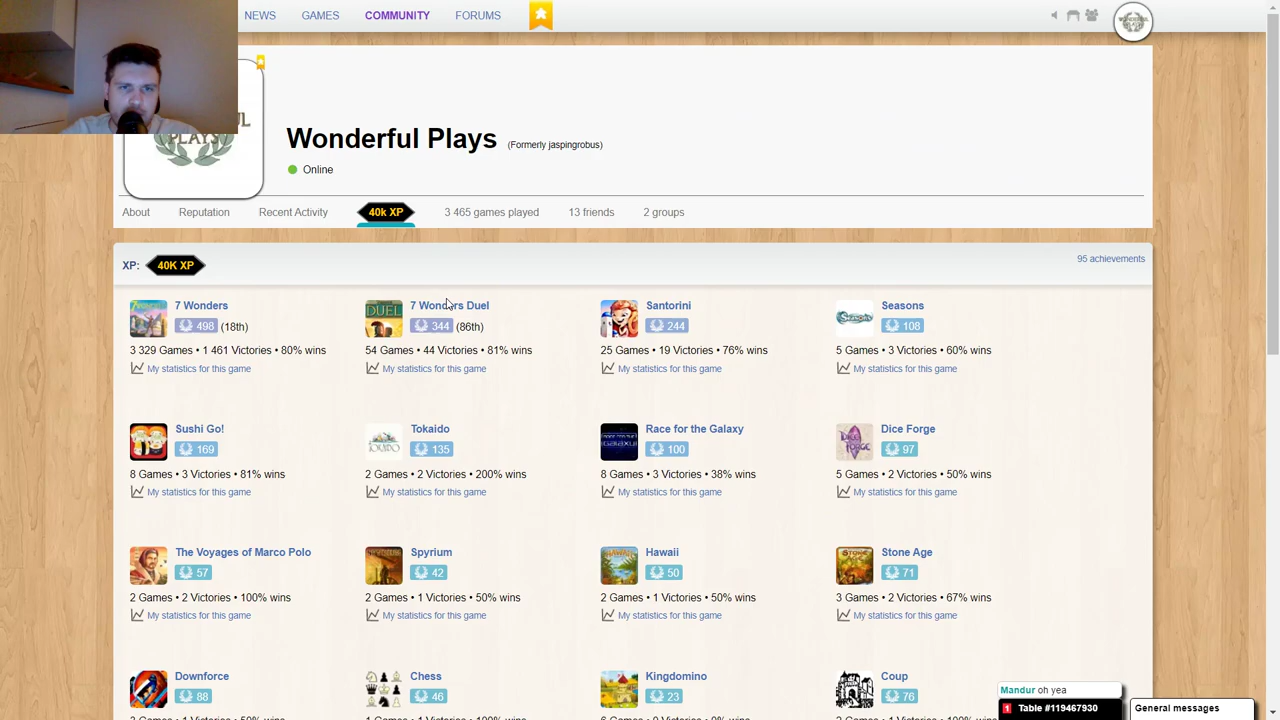 NEWS GAMES COMMUNITY FORUMS
WONDERFUL PLAYS
PLAYS
Wonderful Plays (Formerly jaspingrobus)
Online
About Reputation Recent Activity 40k XP 3 465 games played 13 friends 2 groups
XP: 40K XP 95 achievements
7 Wonders 7 Wonders Duel Santorini Seasons
498 (18th) 344 (86th) 244 108
3 329 Games • 1 461 Victories • 80% wins 54 Games • 44 Victories • 81% wins 25 Games • 19 Victories • 76% wins 5 Games • 3 Victories • 60% wins
My statistics for this game My statistics for this game My statistics for this game My statistics for this game
Sushi Go! Tokaido Race for the Galaxy Dice Forge
169 135 100 97
8 Games • 3 Victories • 81% wins 2 Games • 2 Victories • 200% wins 8 Games • 3 Victories • 38% wins 5 Games • 2 Victories • 50% wins
My statistics for this game My statistics for this game My statistics for this game My statistics for this game
The Voyages of Marco Polo Spyrium Hawaii Stone Age
57 42 50 71
2 Games • 2 Victories • 100% wins 2 Games • 1 Victories • 50% wins 2 Games • 1 Victories • 50% wins 3 Games • 2 Victories • 67% wins
My statistics for this game My statistics for this game My statistics for this game My statistics for this game
Downforce Chess Kingdomino Coup
88 46 23 76
Mandur oh yea
1 Table #119467930 General messages